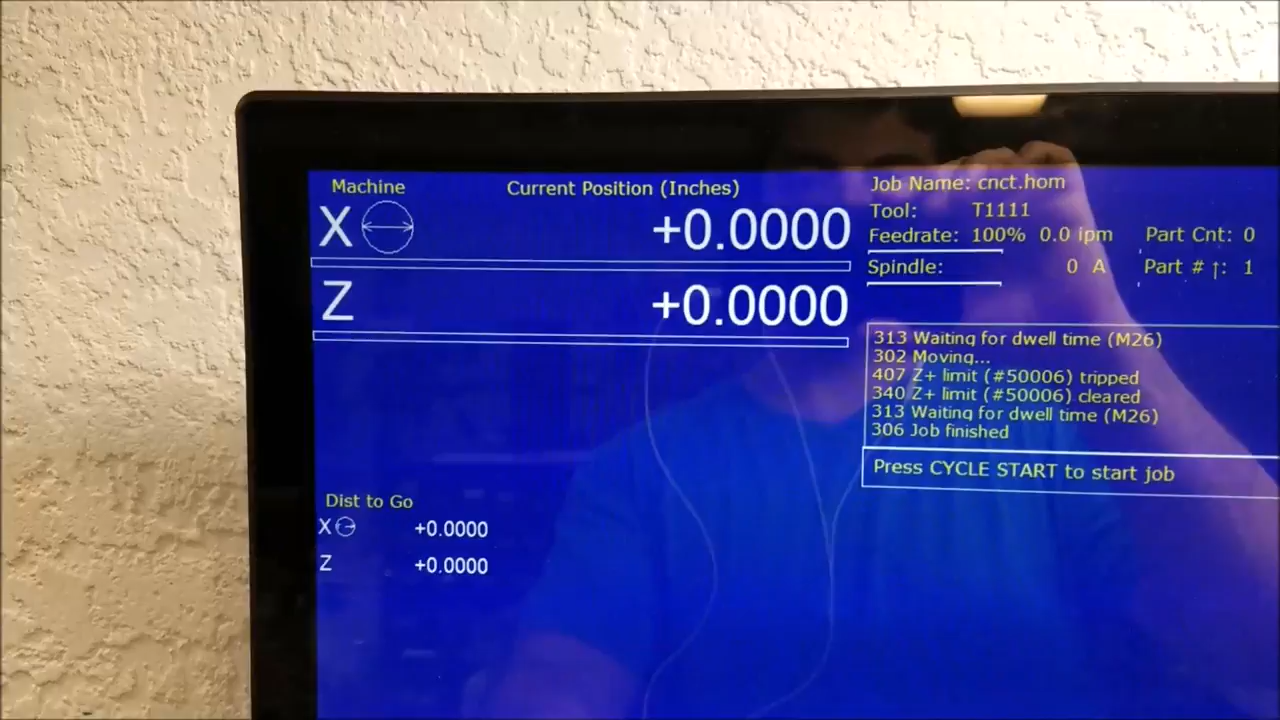 Machine
Current Position (Inches)
X +0.0000
Z +0.0000
Dist to Go
X +0.0000
Z +0.0000
Job Name: cnct.hom
Tool: T1111
Feedrate: 100% 0.0 ipm Part Cnt: 0
Spindle: 0 A Part # ↑: 1
313 Waiting for dwell time (M26)
302 Moving...
407 Z+ limit (#50006) tripped
340 Z+ limit (#50006) cleared
313 Waiting for dwell time (M26)
306 Job finished
Press CYCLE START to start job